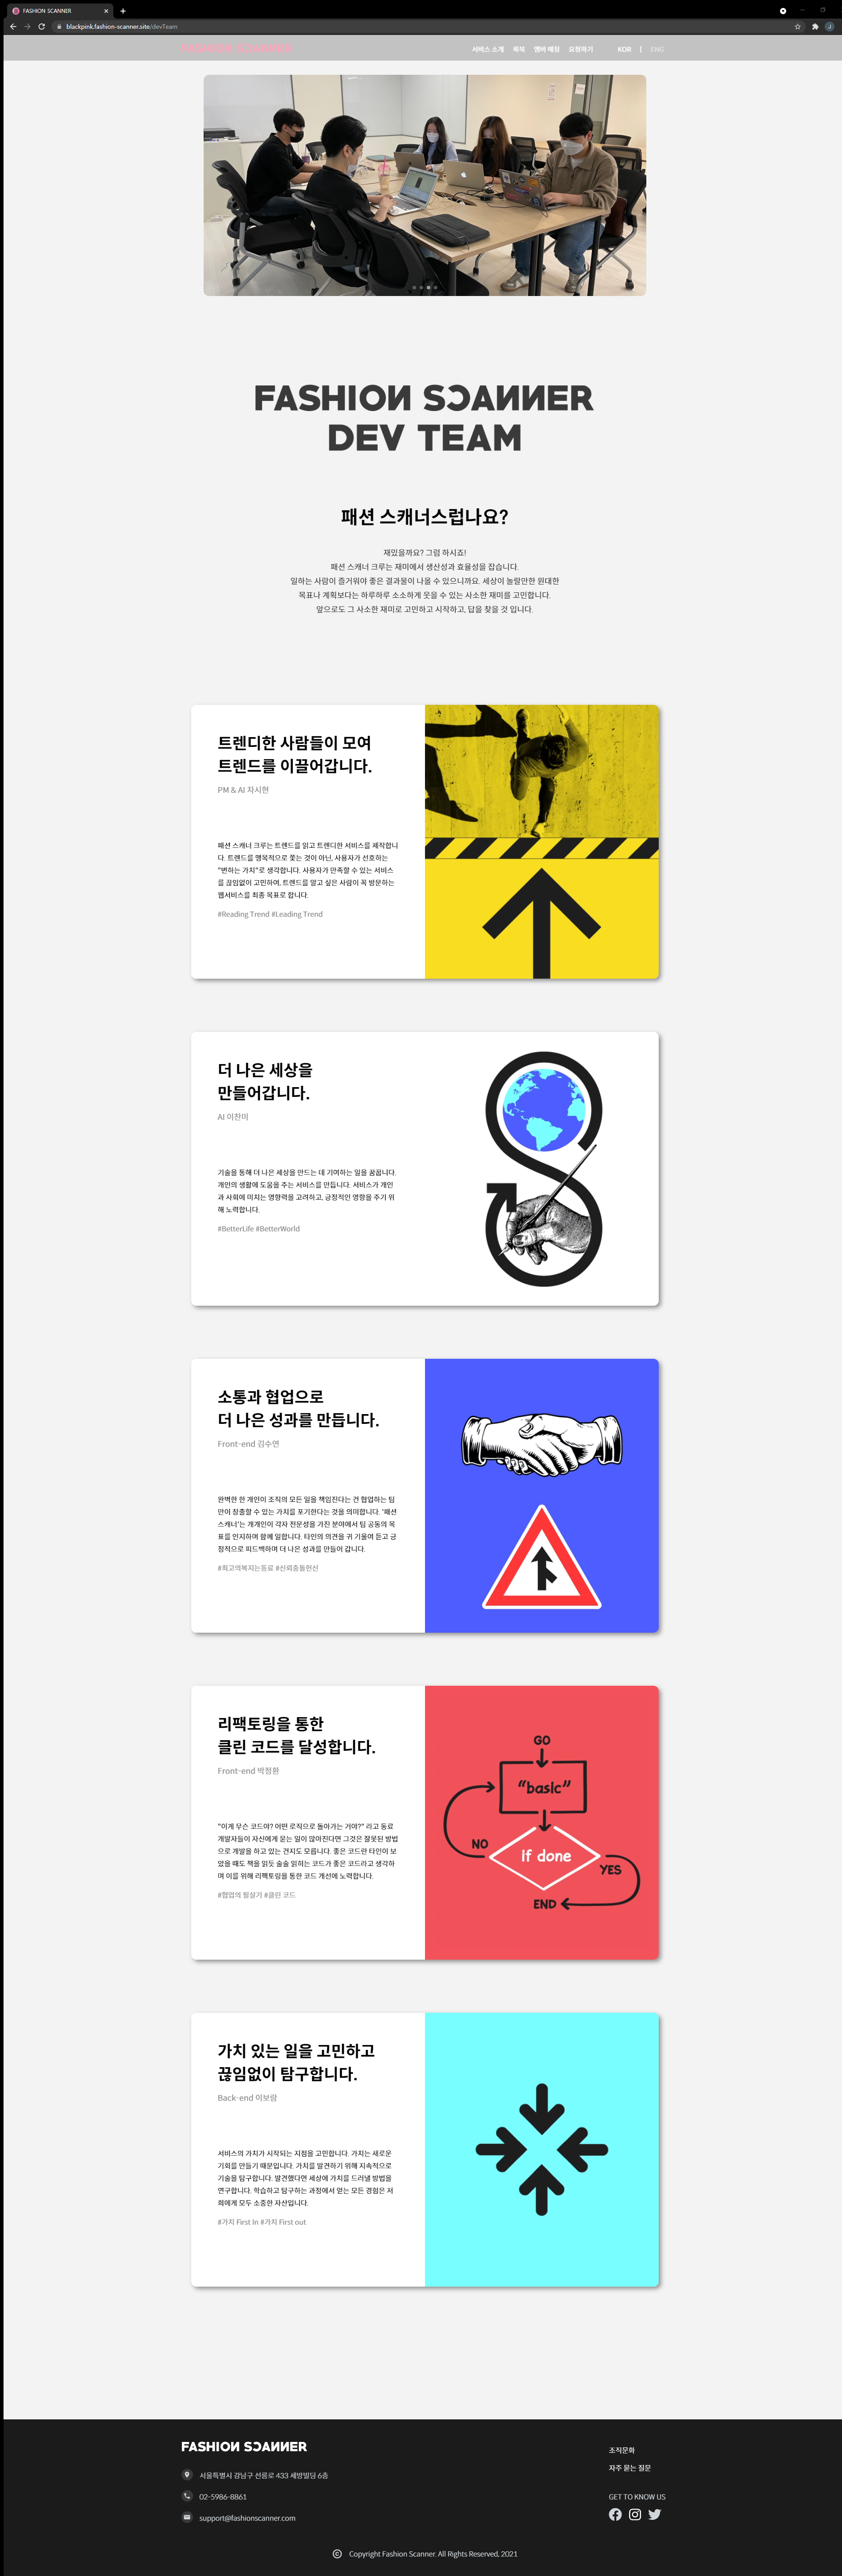 FASHION SCANNER
blackpink.fashion-scanner.site/devTeam
FASHION SCANNER
서비스 소개 룩북 멤버 매칭 요청하기 KOR | ENG
FASHION SCANNER
DEV TEAM
패션 스캐너스럽나요?
재밌을까요? 그럼 하시죠!
패션 스캐너 크루는 재미에서 생산성과 효율성을 잡습니다.
일하는 사람이 즐거워야 좋은 결과물이 나올 수 있으니까요. 세상이 놀랄만한 원대한
목표나 계획보다는 하루하루 소소하게 웃을 수 있는 사소한 재미를 고민합니다.
앞으로도 그 사소한 재미로 고민하고 시작하고, 답을 찾을 것 입니다.
트렌디한 사람들이 모여
트렌드를 이끌어갑니다.
PM & AI 차시현
패션 스캐너 크루는 트렌드를 읽고 트렌디한 서비스를 제작합니
다. 트렌드를 맹목적으로 쫓는 것이 아닌, 사용자가 선호하는
"변하는 가치"로 생각합니다. 사용자가 만족할 수 있는 서비스
를 끊임없이 고민하여, 트렌드를 알고 싶은 사람이 꼭 방문하는
웹서비스를 최종 목표로 합니다.
#Reading Trend #Leading Trend
더 나은 세상을
만들어갑니다.
AI 이찬미
기술을 통해 더 나은 세상을 만드는 데 기여하는 일을 꿈꿉니다.
개인의 생활에 도움을 주는 서비스를 만듭니다. 서비스가 개인
과 사회에 미치는 영향력을 고려하고, 긍정적인 영향을 주기 위
해 노력합니다.
#BetterLife #BetterWorld
소통과 협업으로
더 나은 성과를 만듭니다.
Front-end 김수연
완벽한 한 개인이 조직의 모든 일을 책임진다는 건 협업하는 팀
만이 창출할 수 있는 가치를 포기한다는 것을 의미합니다. '패션
스캐너'는 개개인이 각자 전문성을 가진 분야에서 팀 공동의 목
표를 인지하며 함께 일합니다. 타인의 의견을 귀 기울여 듣고 긍
정적으로 피드백하며 더 나은 성과를 만들어 갑니다.
#최고의복지는동료 #신뢰충돌헌신
리팩토링을 통한
클린 코드를 달성합니다.
Front-end 박정환
"이게 무슨 코드야? 어떤 로직으로 돌아가는 거야?" 라고 동료
개발자들이 자신에게 묻는 일이 많아진다면 그것은 잘못된 방법
으로 개발을 하고 있는 건지도 모릅니다. 좋은 코드란 타인이 보
았을 때도 책을 읽듯 술술 읽히는 코드가 좋은 코드라고 생각하
며 이를 위해 리팩토링을 통한 코드 개선에 노력합니다.
#협업의 필살기 #클린 코드
GO
"basic"
NO
if done
YES
END
가치 있는 일을 고민하고
끊임없이 탐구합니다.
Back-end 이보람
서비스의 가치가 시작되는 지점을 고민합니다. 가치는 새로운
기회를 만들기 때문입니다. 가치를 발견하기 위해 지속적으로
기술을 탐구합니다. 발견했다면 세상에 가치를 드러낼 방법을
연구합니다. 학습하고 탐구하는 과정에서 얻는 모든 경험은 저
희에게 모두 소중한 자산입니다.
#가치 First In #가치 First out
FASHION SCANNER
서울특별시 강남구 선릉로 433 세방빌딩 6층
02-5986-8861
support@fashionscanner.com
조직문화
자주 묻는 질문
GET TO KNOW US
Copyright Fashion Scanner. All Rights Reserved, 2021